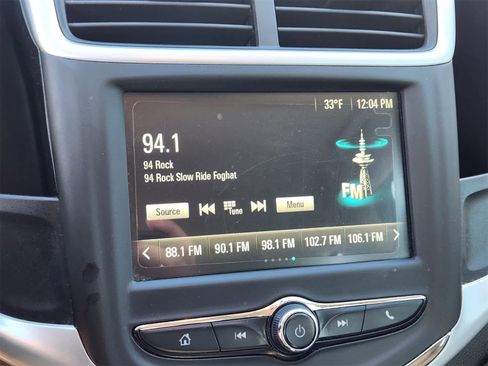 33°F 12:04 PM
94.1
94 Rock
94 Rock Slow Ride Foghat
FM
Source Tune Menu
88.1 FM 90.1 FM 98.1 FM 102.7 FM 106.1 FM